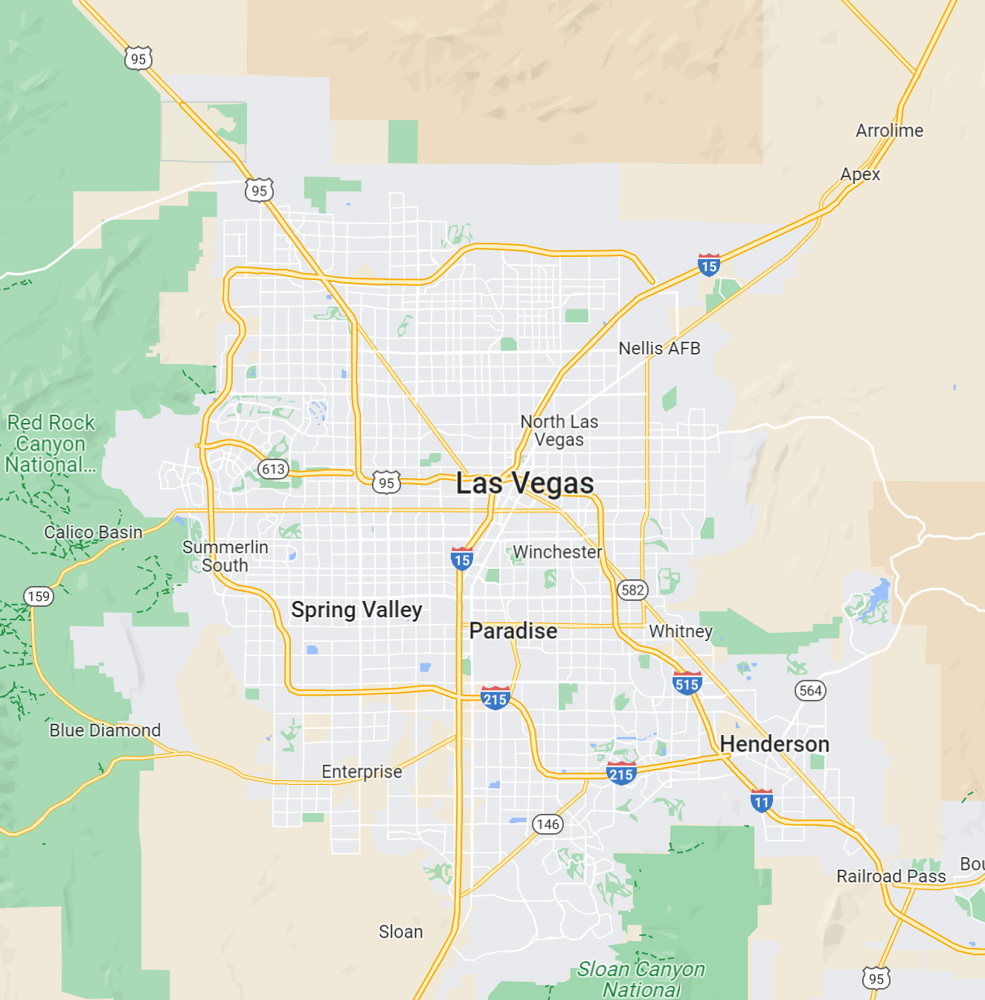 95
Arrolime
Apex
95
15
Nellis AFB
Red Rock
Canyon
National...
North Las
Vegas
613
95
Las Vegas
Calico Basin
Summerlin
South
15
Winchester
159
582
Spring Valley
Paradise
Whitney
515
564
215
Blue Diamond
Henderson
Enterprise
215
11
146
Railroad Pass
Bou
Sloan
Sloan Canyon
National
95